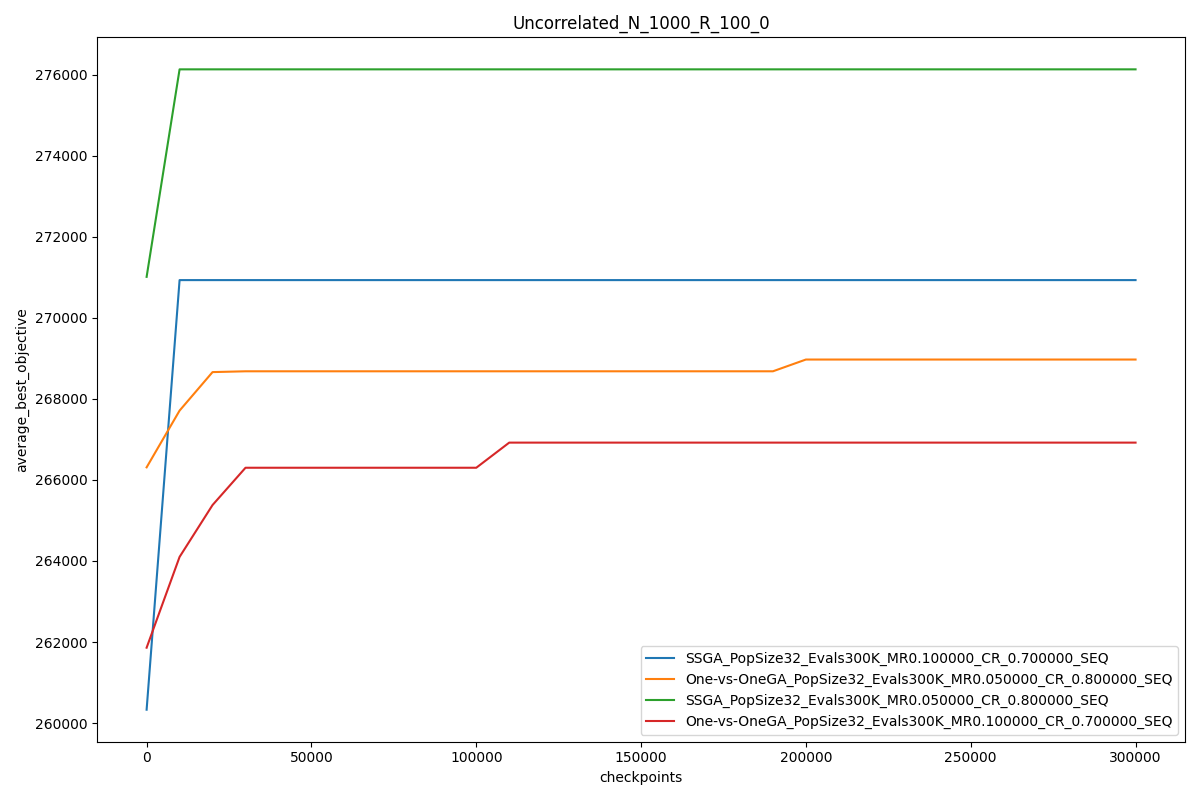 Uncorrelated_N_1000_R_100_0
276000
274000
272000
270000
268000
266000
264000
262000
260000
average_best_objective
0
50000
100000
150000
200000
250000
300000
checkpoints
SSGA_PopSize32_Evals300K_MR0.100000_CR_0.700000_SEQ
One-vs-OneGA_PopSize32_Evals300K_MR0.050000_CR_0.800000_SEQ
SSGA_PopSize32_Evals300K_MR0.050000_CR_0.800000_SEQ
One-vs-OneGA_PopSize32_Evals300K_MR0.100000_CR_0.700000_SEQ